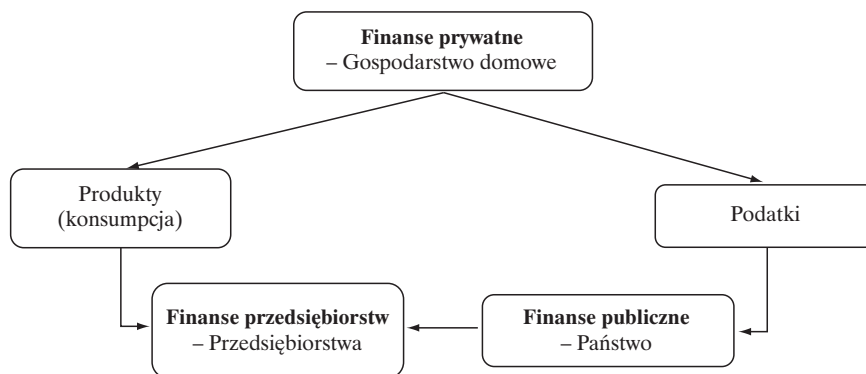 Finanse prywatne
– Gospodarstwo domowe
Produkty
(konsumpcja)
Podatki
Finanse przedsiębiorstw
– Przedsiębiorstwa
Finanse publiczne
– Państwo